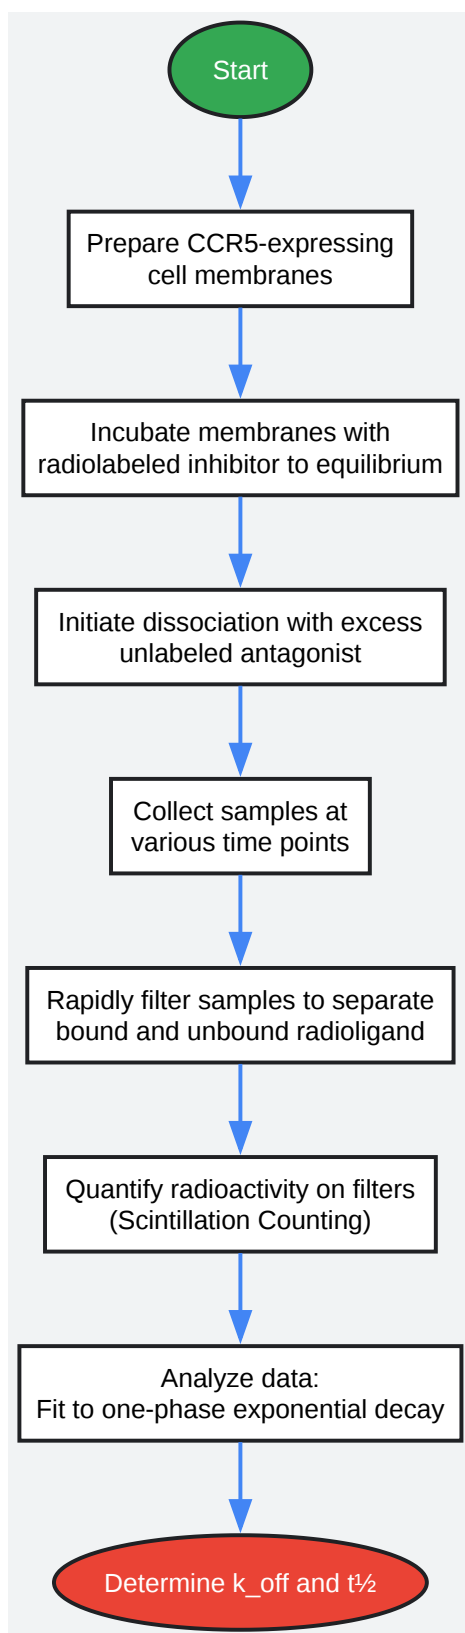 Start
Prepare CCR5-expressing
cell membranes
Incubate membranes with
radiolabeled inhibitor to equilibrium
Initiate dissociation with excess
unlabeled antagonist
Collect samples at
various time points
Rapidly filter samples to separate
bound and unbound radioligand
Quantify radioactivity on filters
(Scintillation Counting)
Analyze data:
Fit to one-phase exponential decay
Determine k_off and t½